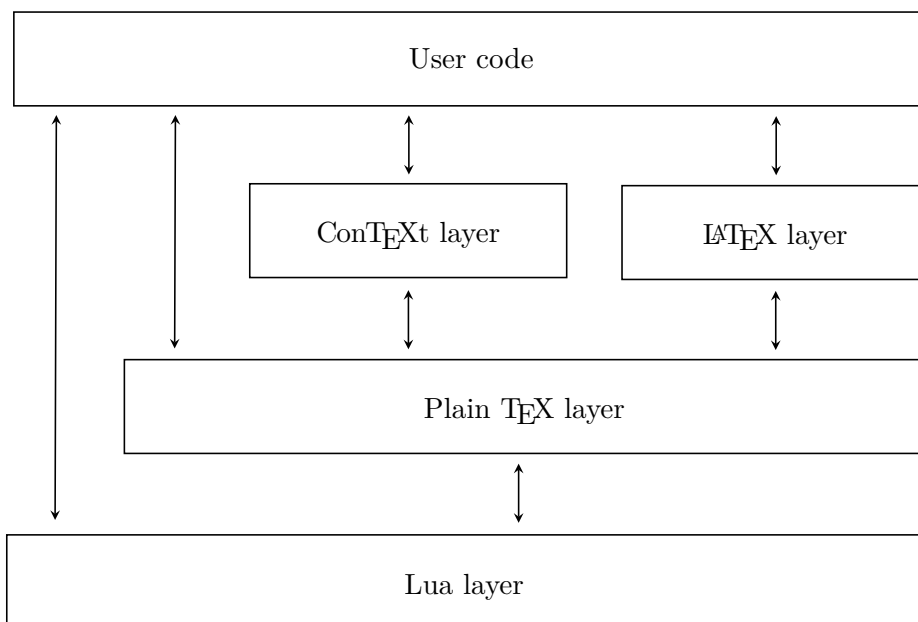 User code
ConTEXt layer
LATEX layer
Plain TEX layer
Lua layer